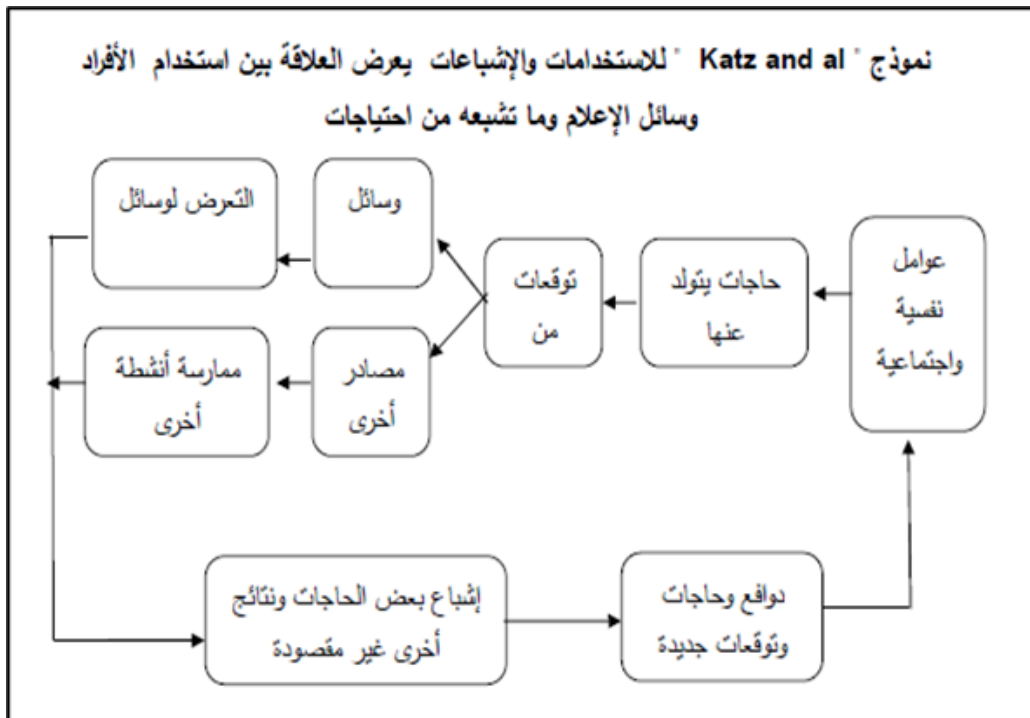 نموذج " Katz and al " للاستخدامات والإشباعات يعرض العلاقة بين استخدام الأفراد
وسائل الإعلام وما تشبعه من احتياجات
عوامل
نفسية
واجتماعية
حاجات يتولد
عنها
توقعات
من
وسائل
التعرض لوسائل
مصادر
أخرى
ممارسة أنشطة
أخرى
إشباع بعض الحاجات ونتائج
أخرى غير مقصودة
دوافع وحاجات
وتوقعات جديدة